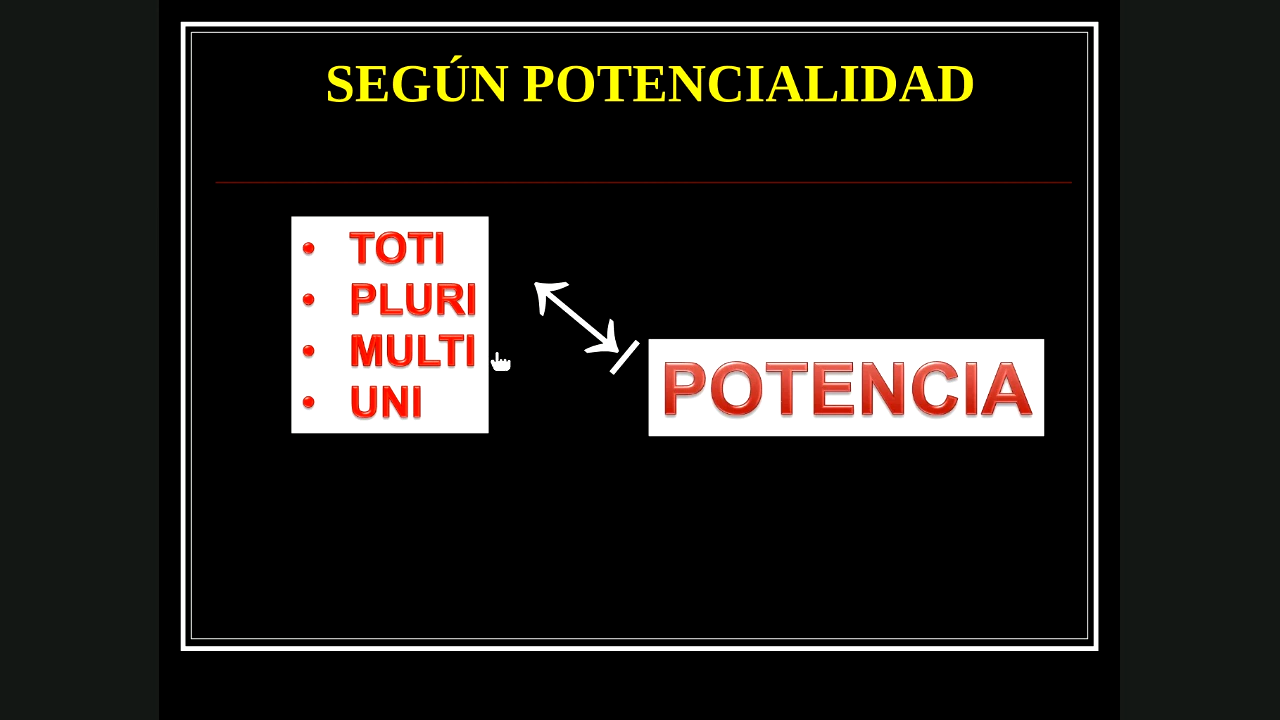 SEGÚN POTENCIALIDAD
• TOTI
• PLURI
• MULTI
• UNI
POTENCIA